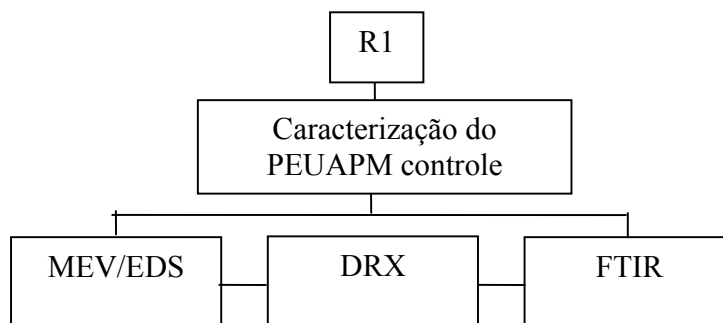 R1
Caracterização do
PEUAPM controle
MEV/EDS
DRX
FTIR